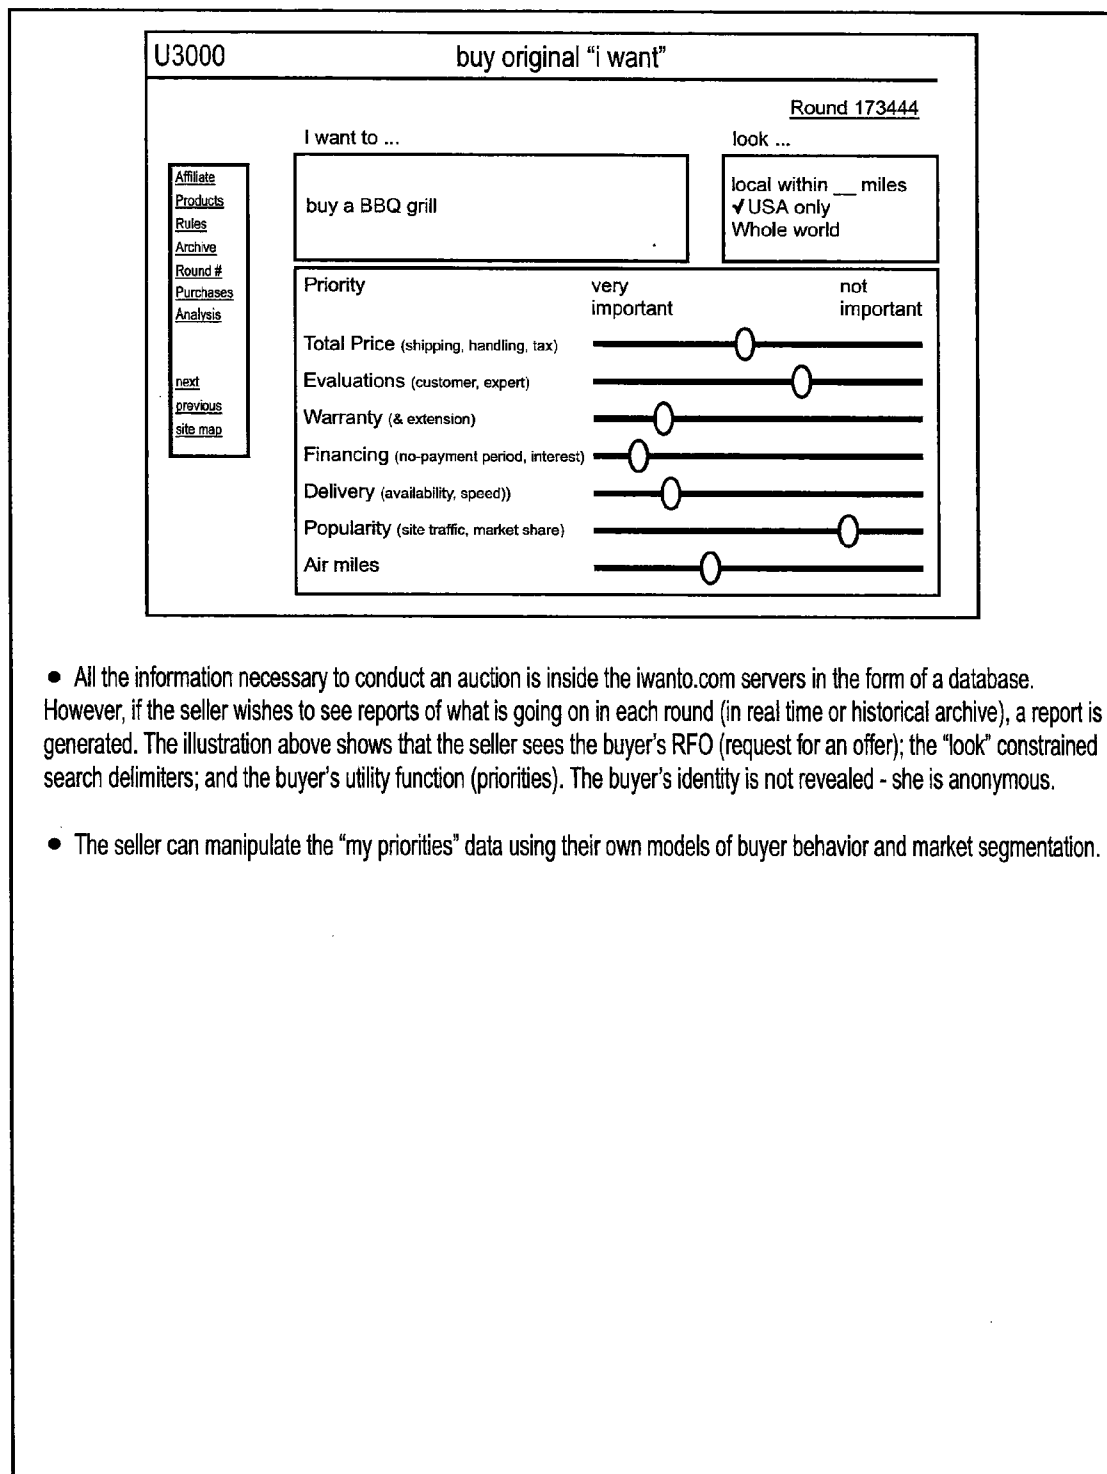 U3000 buy original “i want”
Round 173444
I want to ...
look ...
Affiliate
Products
Rules
Archive
Round #
Purchases
Analysis
next
previous
site map
buy a BBQ grill
local within __ miles
✓USA only
Whole world
Priority very important not important
Total Price (shipping, handling, tax)
Evaluations (customer, expert)
Warranty (& extension)
Financing (no-payment period, interest)
Delivery (availability, speed))
Popularity (site traffic, market share)
Air miles
• All the information necessary to conduct an auction is inside the iwanto.com servers in the form of a database.
However, if the seller wishes to see reports of what is going on in each round (in real time or historical archive), a report is
generated. The illustration above shows that the seller sees the buyer's RFO (request for an offer); the “look” constrained
search delimiters; and the buyer's utility function (priorities). The buyer's identity is not revealed - she is anonymous.
• The seller can manipulate the “my priorities” data using their own models of buyer behavior and market segmentation.